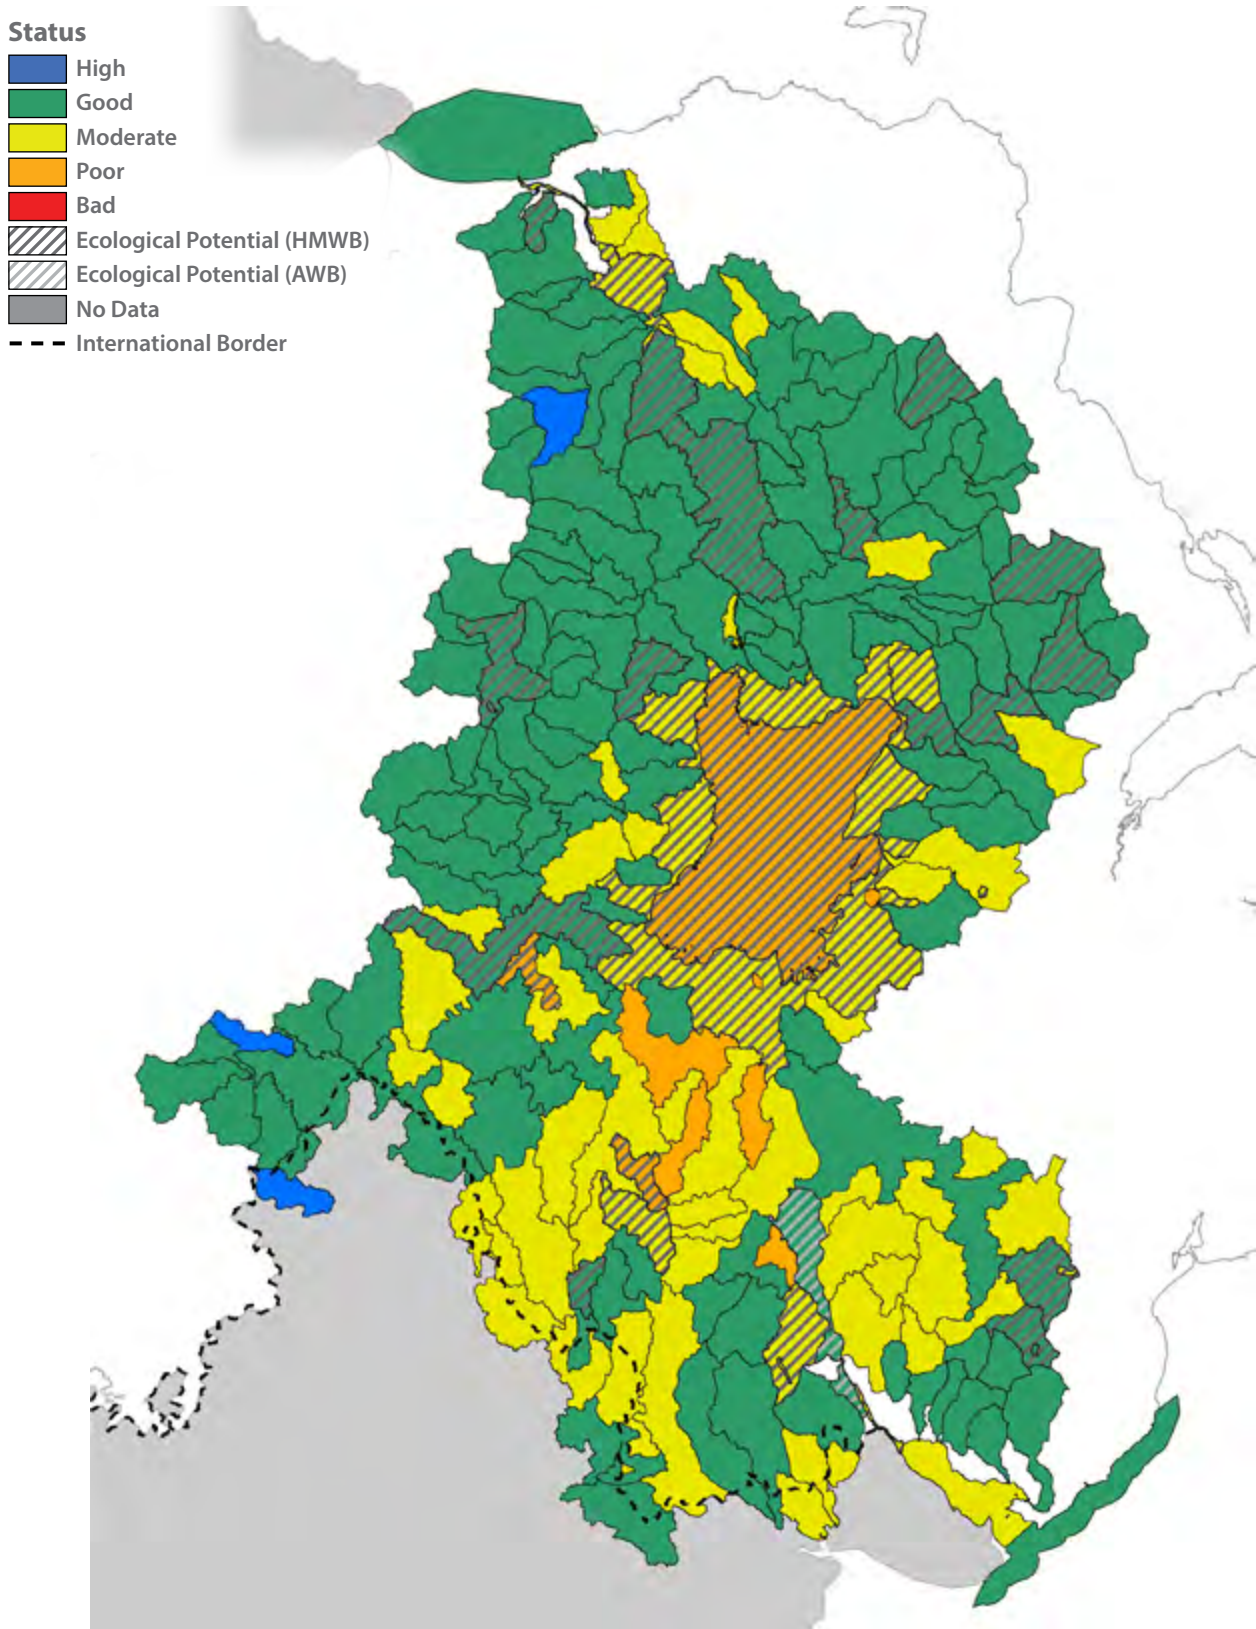 Status
High
Good
Moderate
Poor
Bad
Ecological Potential (HMWB)
Ecological Potential (AWB)
No Data
International Border